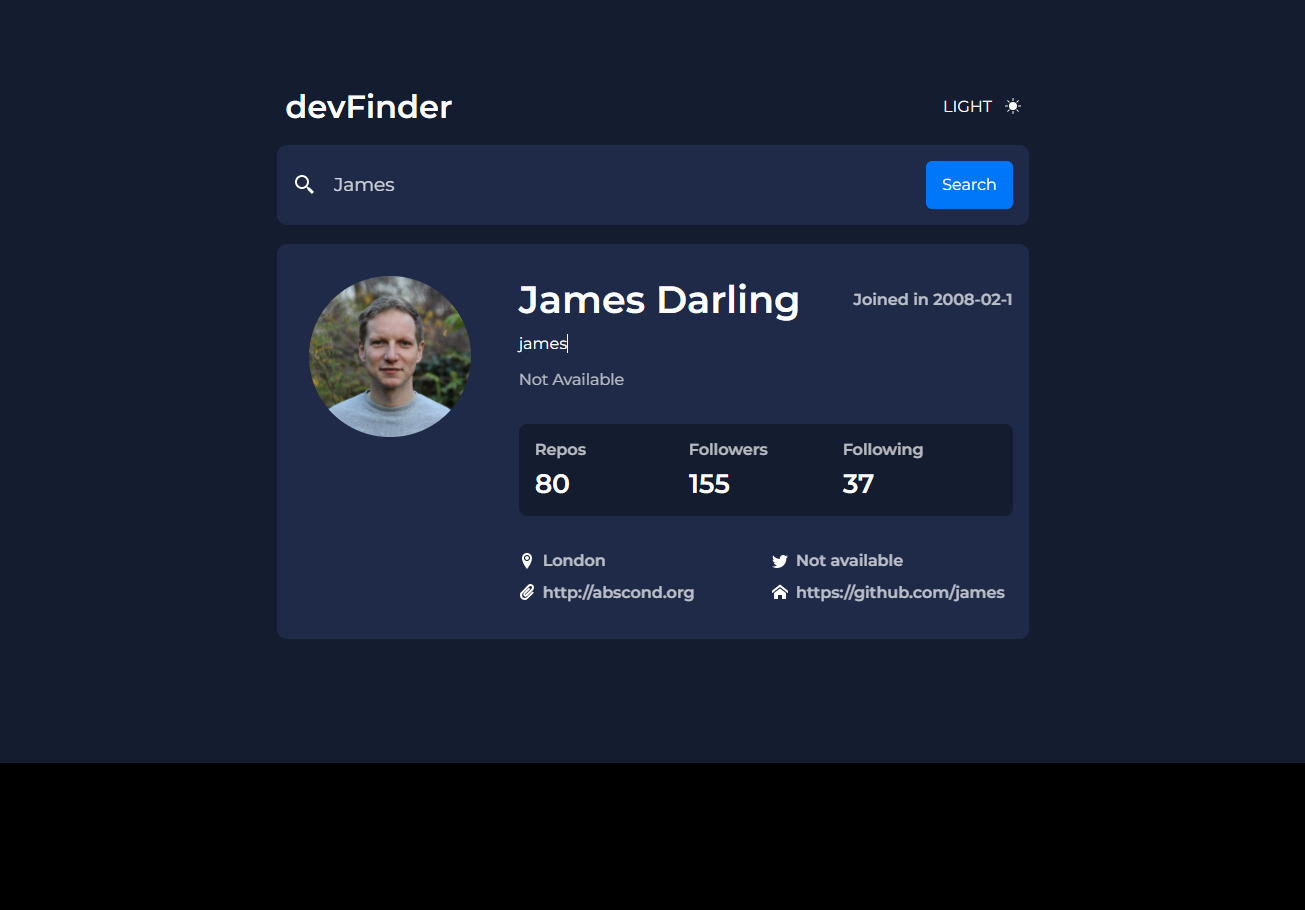 devFinder
LIGHT
James
Search
James Darling
Joined in 2008-02-1
james
Not Available
Repos Followers Following
80 155 37
London
Not available
http://abscond.org
https://github.com/james